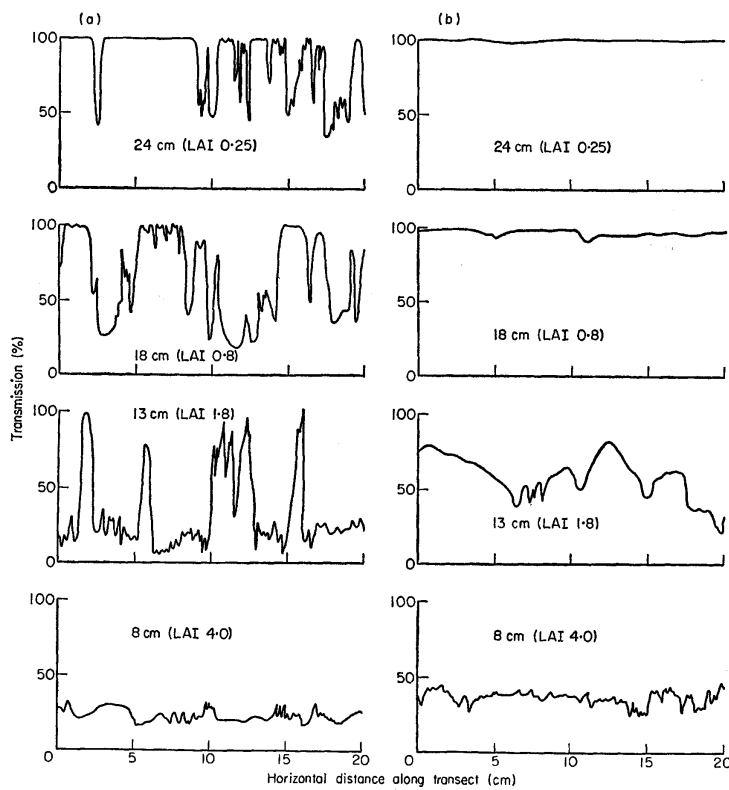 (a)
100
50
0
24 cm (LAI 0·25)
100
50
0
18 cm (LAI 0·8)
100
50
0
13 cm (LAI 1·8)
100
50
0
8 cm (LAI 4·0)
0 5 10 15 20
(b)
100
50
0
24 cm (LAI 0·25)
100
50
0
18 cm (LAI 0·8)
100
50
0
13 cm (LAI 1·8)
100
50
0
8 cm (LAI 4·0)
5 10 15 20
Transmission (%)
Horizontal distance along transect (cm)